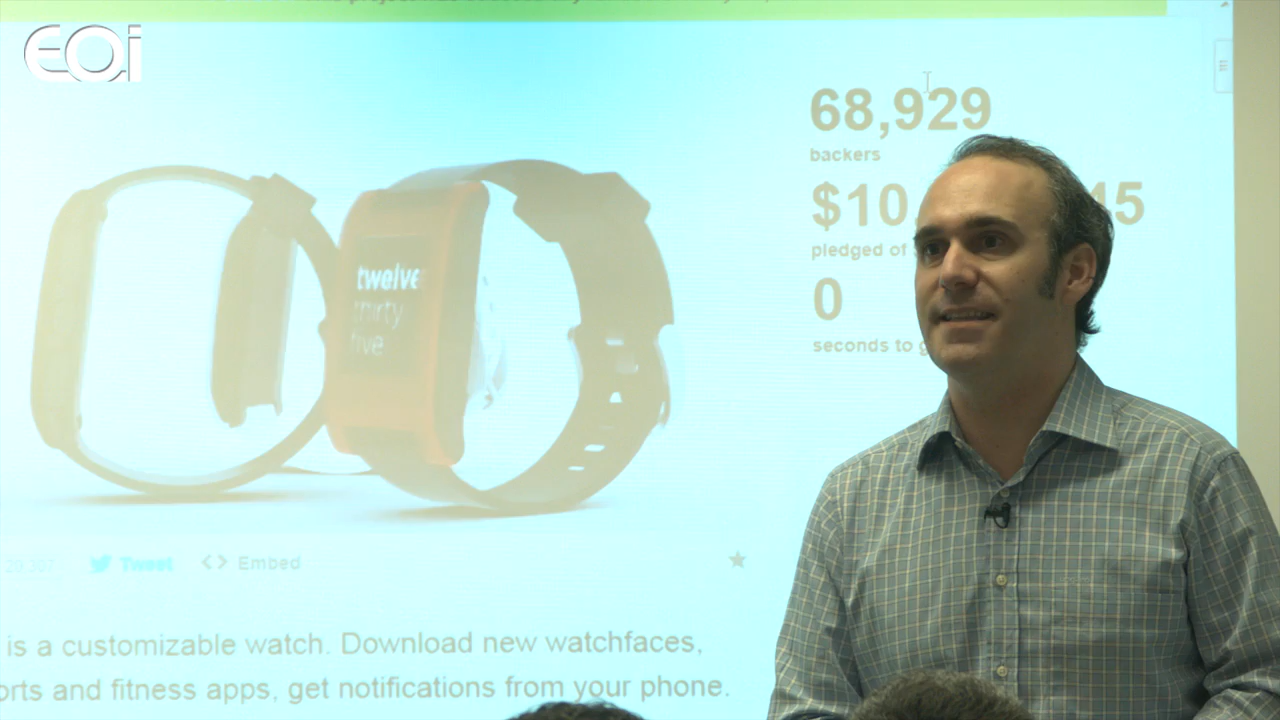 EOi
68,929
backers
$10
45
pledged of
0
seconds to g
twelve
thirty
five
Tweet
<> Embed
is a customizable watch. Download new watchfaces,
orts and fitness apps, get notifications from your phone.